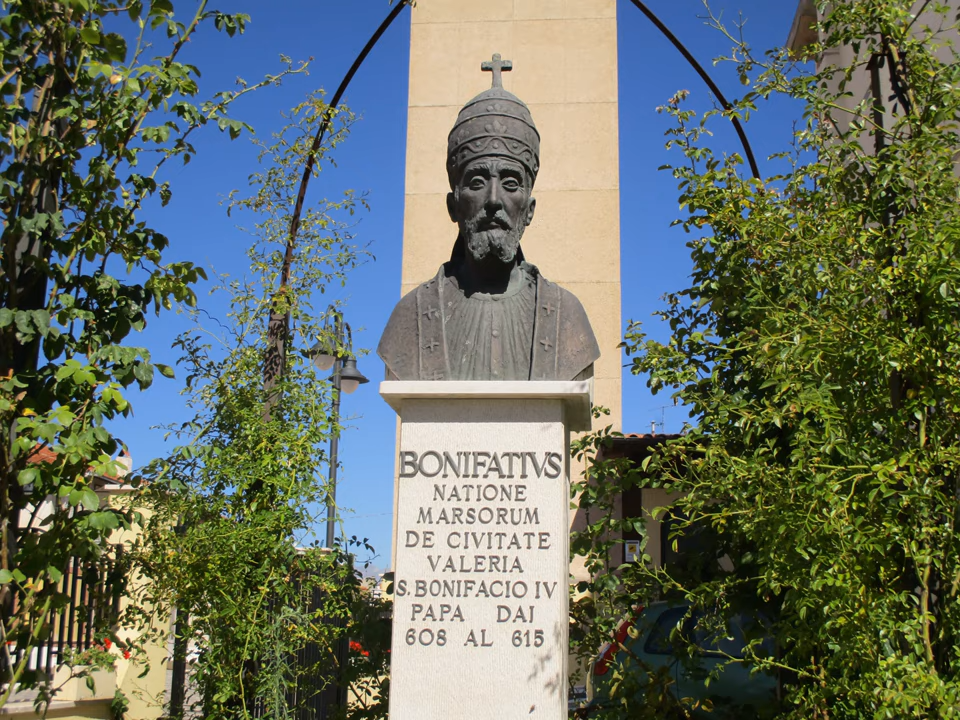 BONIFATIVS
NATIONE
MARSORUM
DE CIVITATE
VALERIA
S. BONIFACIO IV
PAPA DAI
608 AL 615